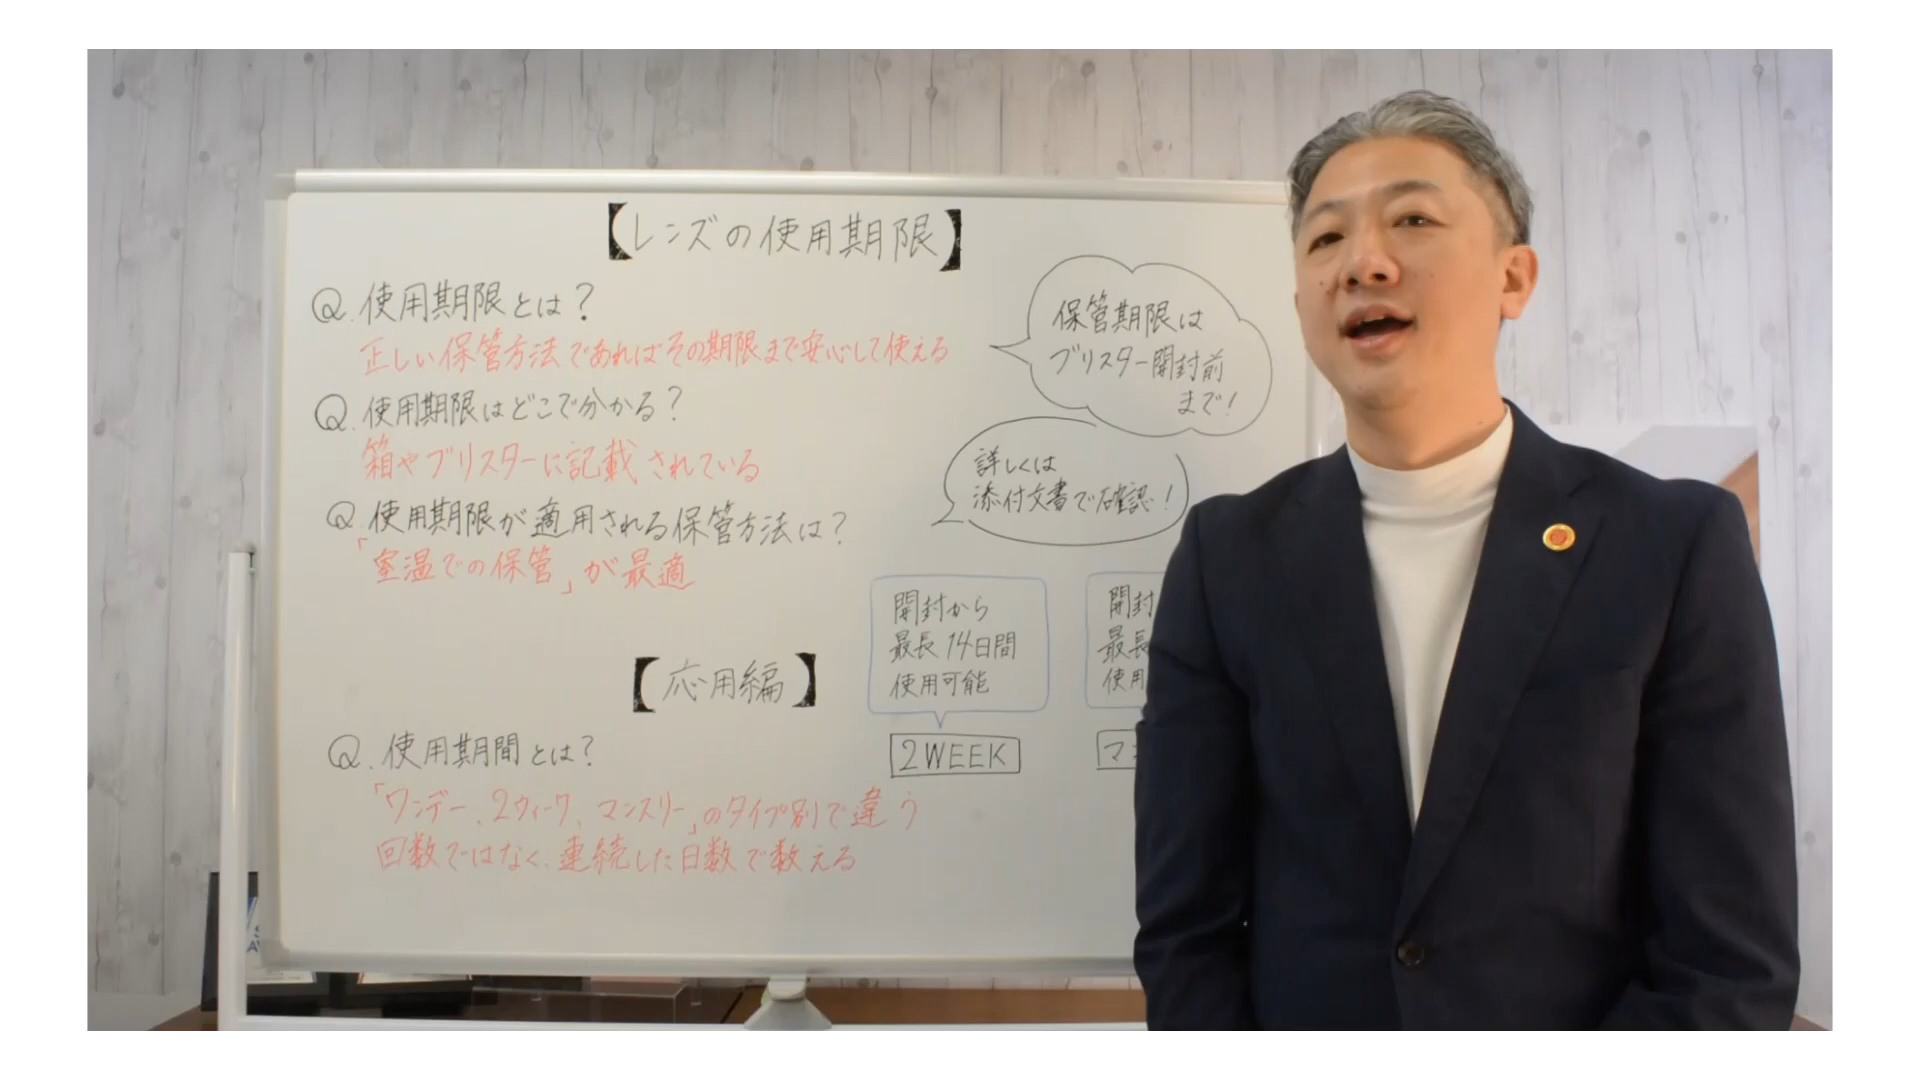 【レンズの使用期限】
Q.使用期限とは？
正しい保管方法であればその期限まで安心して使える
Q.使用期限はどこで分かる？
箱やブリスターに記載されている
Q.使用期限が適用される保管方法は？
「室温での保管」が最適
保管期限は
ブリスター開封前
まで！
詳しくは
添付文書で確認！
【応用編】
開封から
最長14日間
使用可能
2WEEK
開封
最長
使用
マ
Q.使用期間とは？
「ワンデー、2ウィーク、マンスリー」のタイプ別で違う
回数ではなく、連続した日数で数える